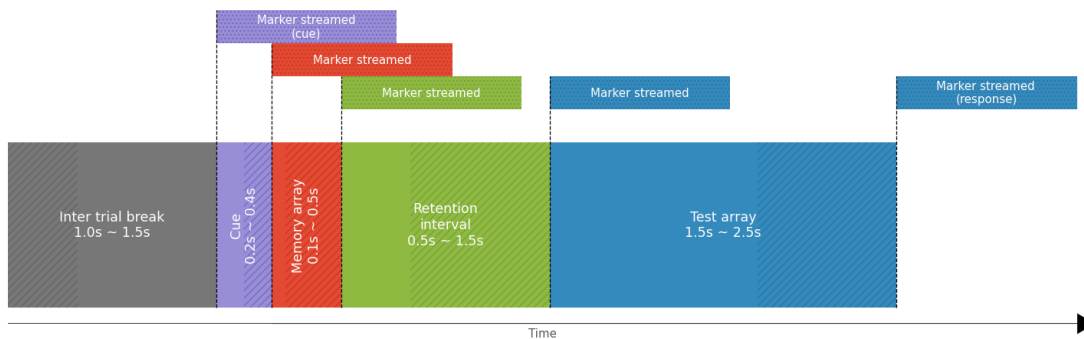 Marker streamed
(cue)
Marker streamed
Marker streamed
Marker streamed
Marker streamed
(response)
Inter trial break
1.0s ~ 1.5s
Cue
0.2s ~ 0.4s
Memory array
0.1s ~ 0.5s
Retention
interval
0.5s ~ 1.5s
Test array
1.5s ~ 2.5s
Time